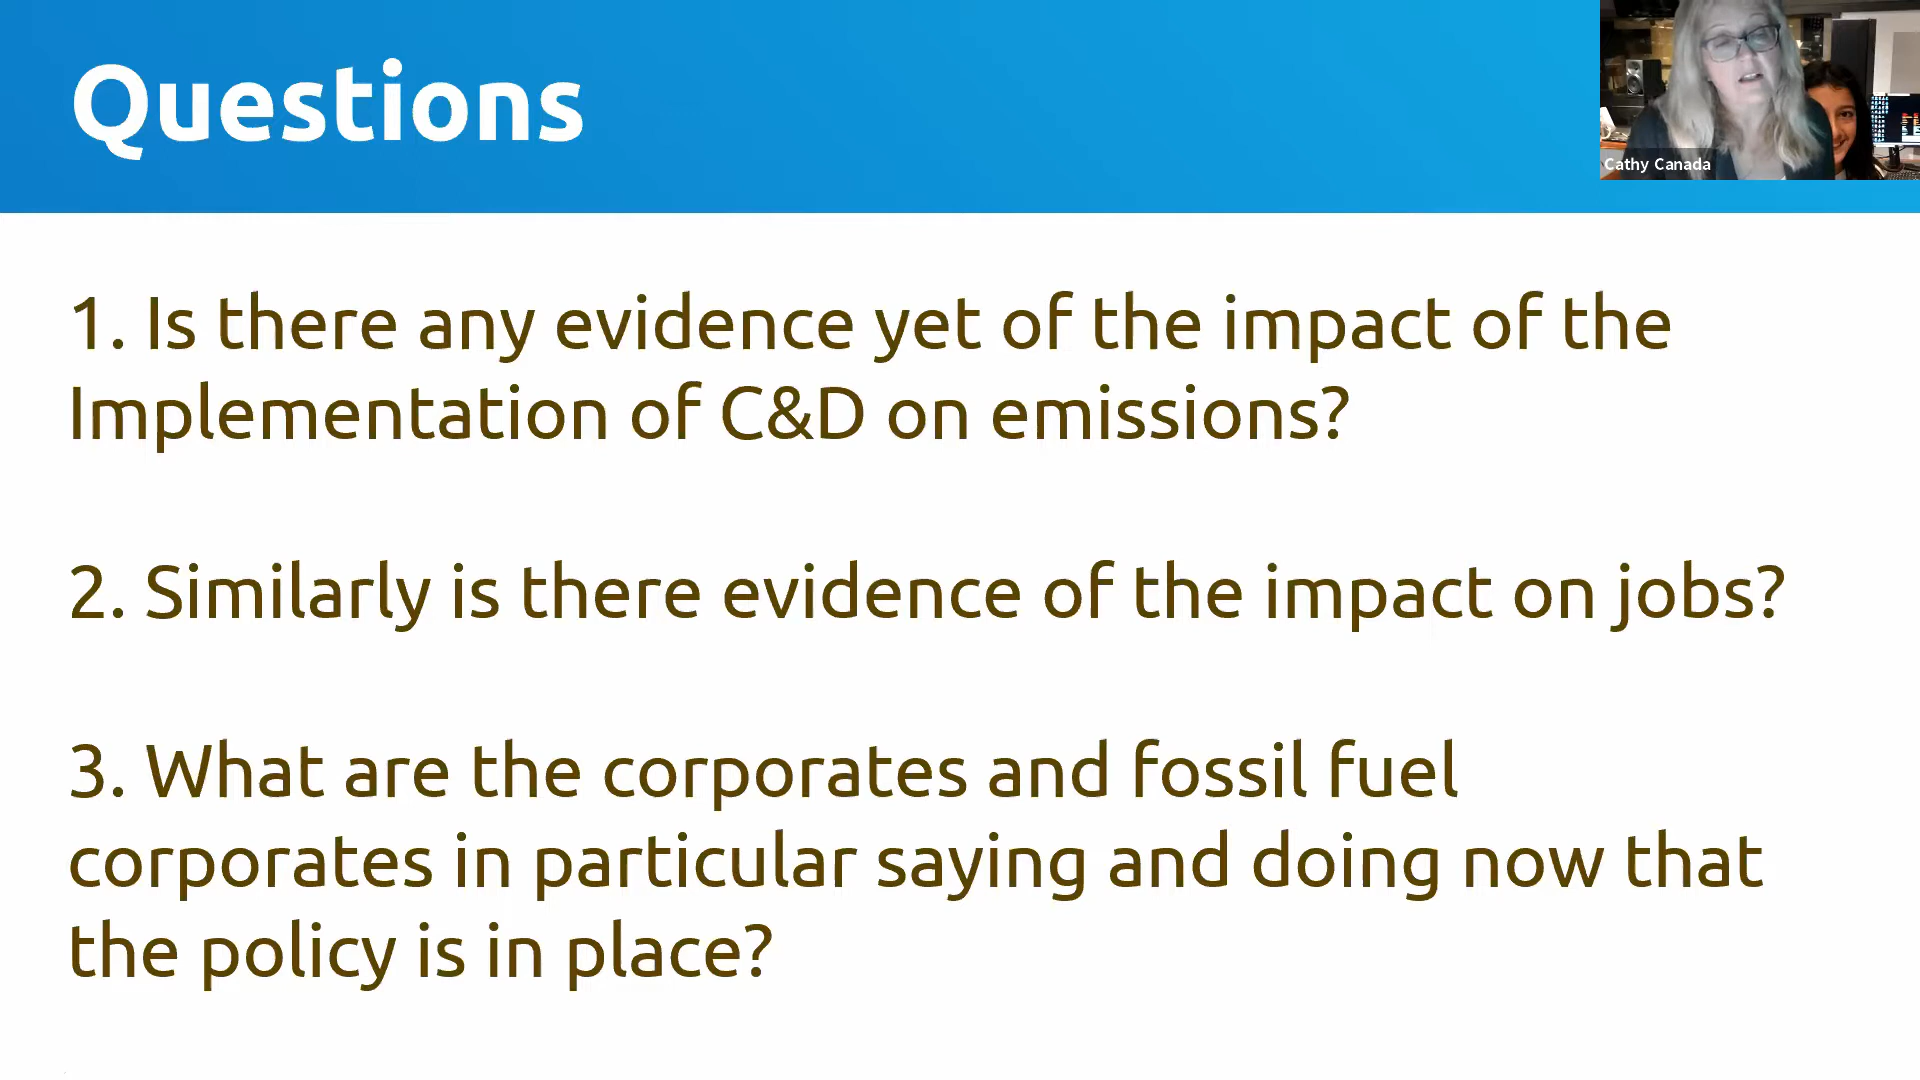 Questions
Cathy Canada
1. Is there any evidence yet of the impact of the
Implementation of C&D on emissions?
2. Similarly is there evidence of the impact on jobs?
3. What are the corporates and fossil fuel
corporates in particular saying and doing now that
the policy is in place?